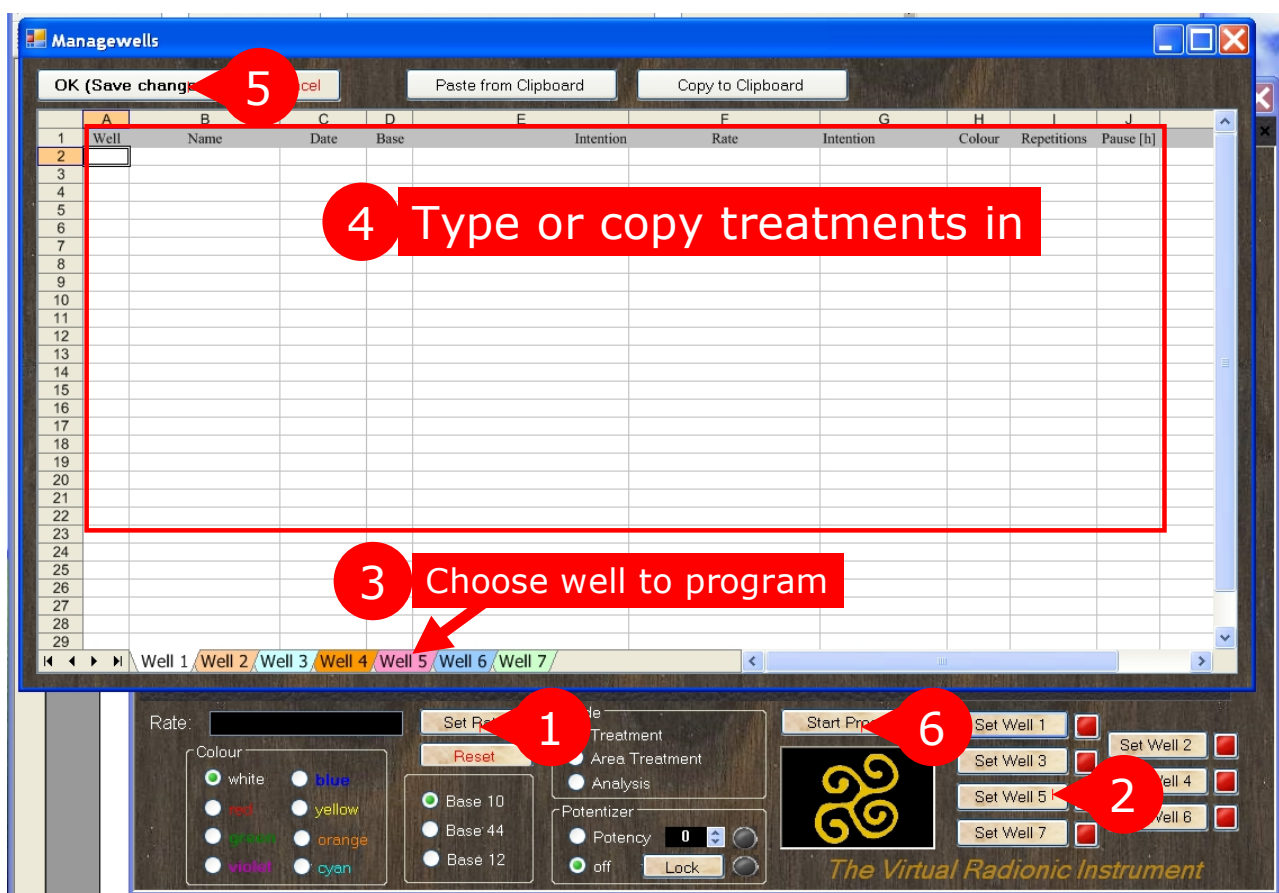 Managewells
OK (Save chang
cel
Paste from Clipboard
Copy to Clipboard
5
A B C D E F G H I J
1 Well Name Date Base Intention Rate Intention Colour Repetitions Pause [h]
2
3
4
5
6
7
8
9
10
11
12
13
14
15
16
17
18
19
20
21
22
23
24
25
26
27
28
29
4 Type or copy treatments in
3 Choose well to program
Well 1 Well 2 Well 3 Well 4 Well 5 Well 6 Well 7
Rate:
Set Rat
1
Reset
Colour
white
blue
red
yellow
green
orange
violet
cyan
Base 10
Base 44
Base 12
de
Treatment
Area Treatment
Analysis
Potentizer
Potency 0
off Lock
Start Pro
6
Set Well 1
Set Well 2
Set Well 3
ell 4
Set Well 5
2
ell 6
Set Well 7
The Virtual Radionic Instrument